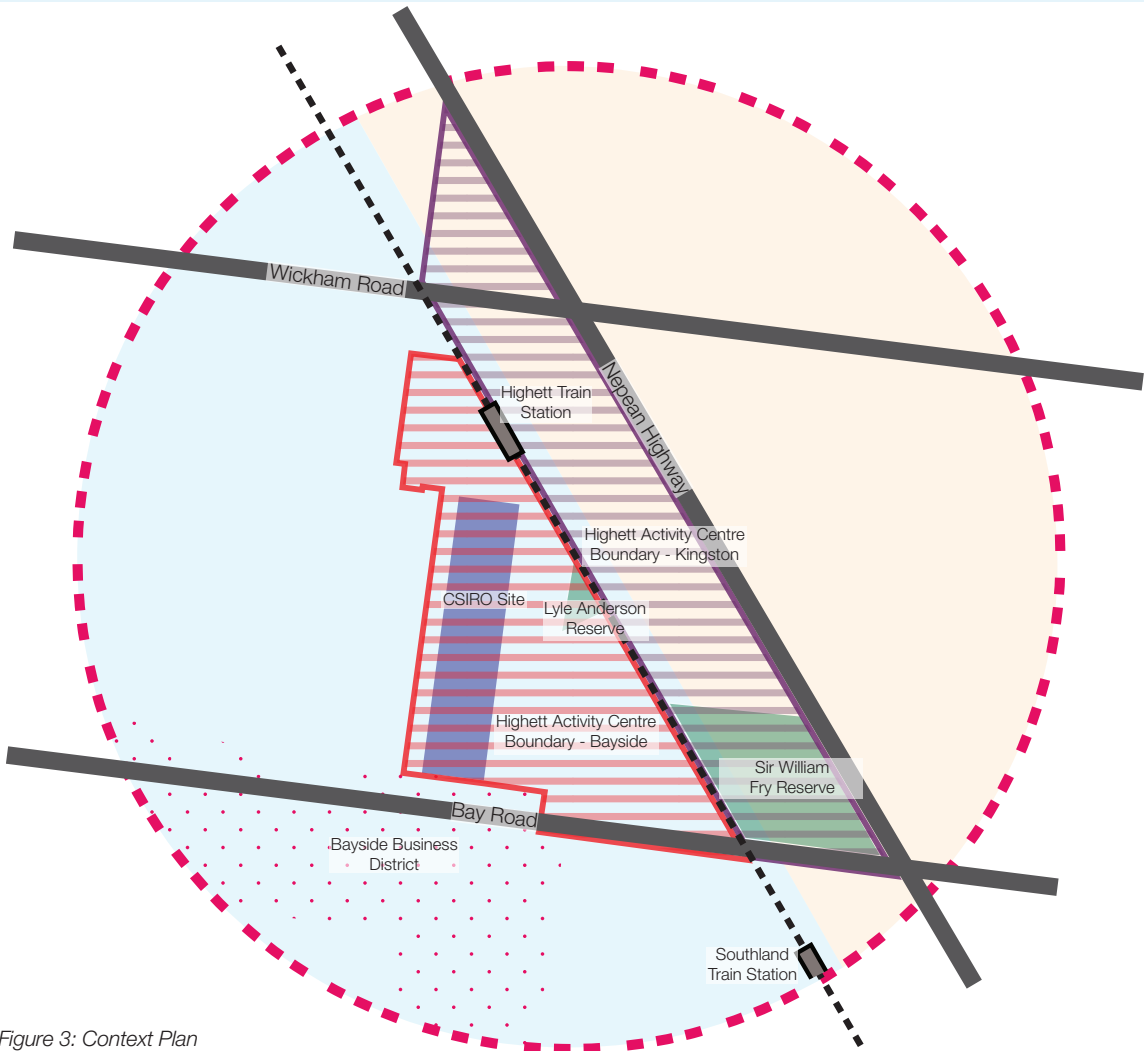 Wickham Road
Highett Train
Station
Nepean Highway
Highett Activity Centre
Boundary - Kingston
CSIRO Site
Lyle Anderson
Reserve
Highett Activity Centre
Boundary - Bayside
Sir William
Fry Reserve
Bay Road
Bayside Business
District
Southland
Train Station
Figure 3: Context Plan